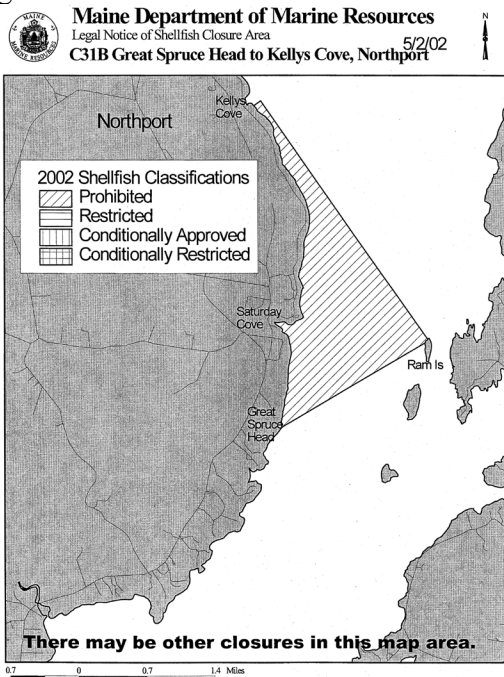 Maine Department of Marine Resources
Legal Notice of Shellfish Closure Area
5/2/02
C31B Great Spruce Head to Kellys Cove, Northport
N
MAINE
MARINE RESOURCES
Kellys
Cove
Northport
2002 Shellfish Classifications
Prohibited
Restricted
Conditionally Approved
Conditionally Restricted
Saturday
Cove
Ram Is
Great
Spruce
Head
There may be other closures in this map area.
0.7 0 0.7 1.4 Miles